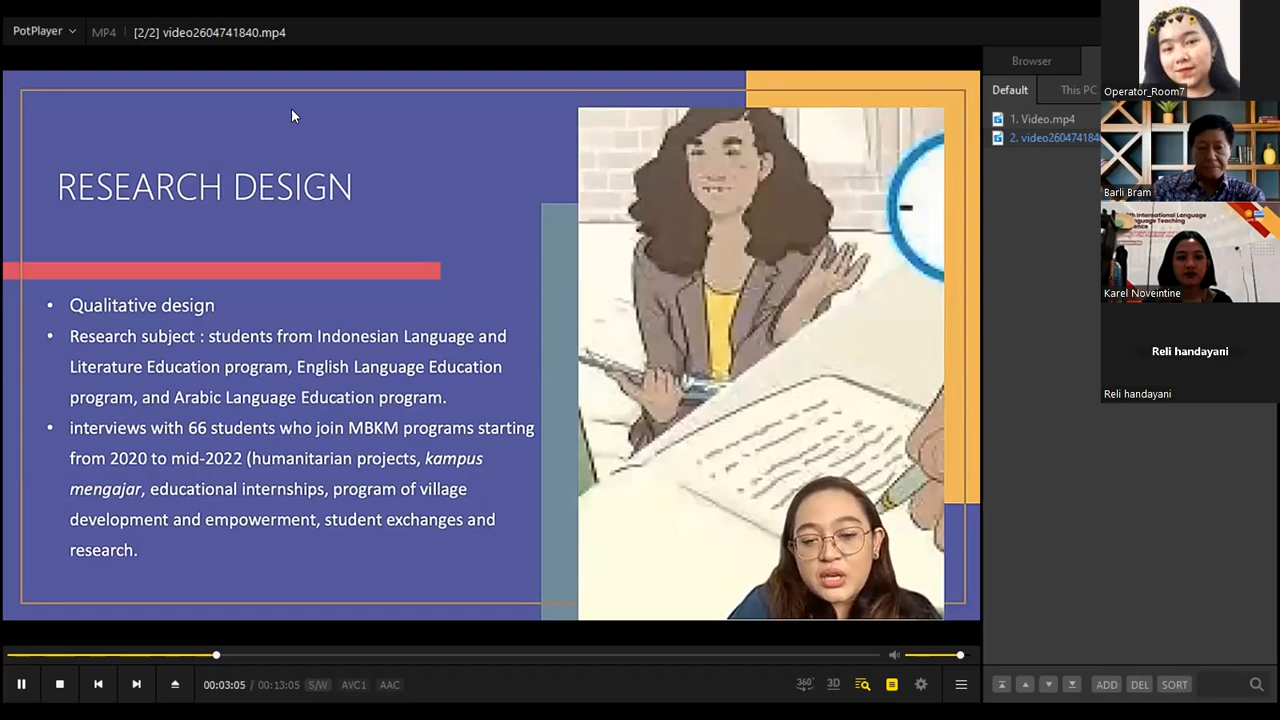 PotPlayer MP4 [2/2] video2604741840.mp4
Browser
Default This PC
1. Video.mp4
2. video260474184
RESEARCH DESIGN
• Qualitative design
• Research subject : students from Indonesian Language and
Literature Education program, English Language Education
program, and Arabic Language Education program.
• interviews with 66 students who join MBKM programs starting
from 2020 to mid-2022 (humanitarian projects, kampus
mengajar, educational internships, program of village
development and empowerment, student exchanges and
research.
Operator_Room7
Barli Bram
International Language
Language Teaching
Karel Noveintine
Reli handayani
Reli handayani
00:03:05 / 00:13:05 S/W AVC1 AAC
360° 3D
ADD DEL SORT